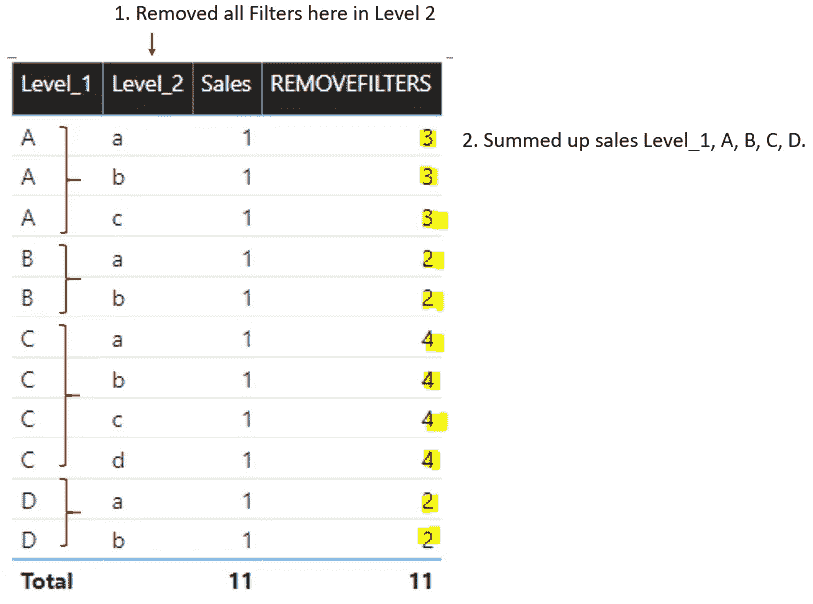 1. Removed all Filters here in Level 2
Level_1 Level_2 Sales REMOVEFILTERS
A a 1 3
2. Summed up sales Level_1, A, B, C, D.
A b 1 3
A c 1 3
B a 1 2
B b 1 2
C a 1 4
C b 1 4
C c 1 4
C d 1 4
D a 1 2
D b 1 2
Total 11 11